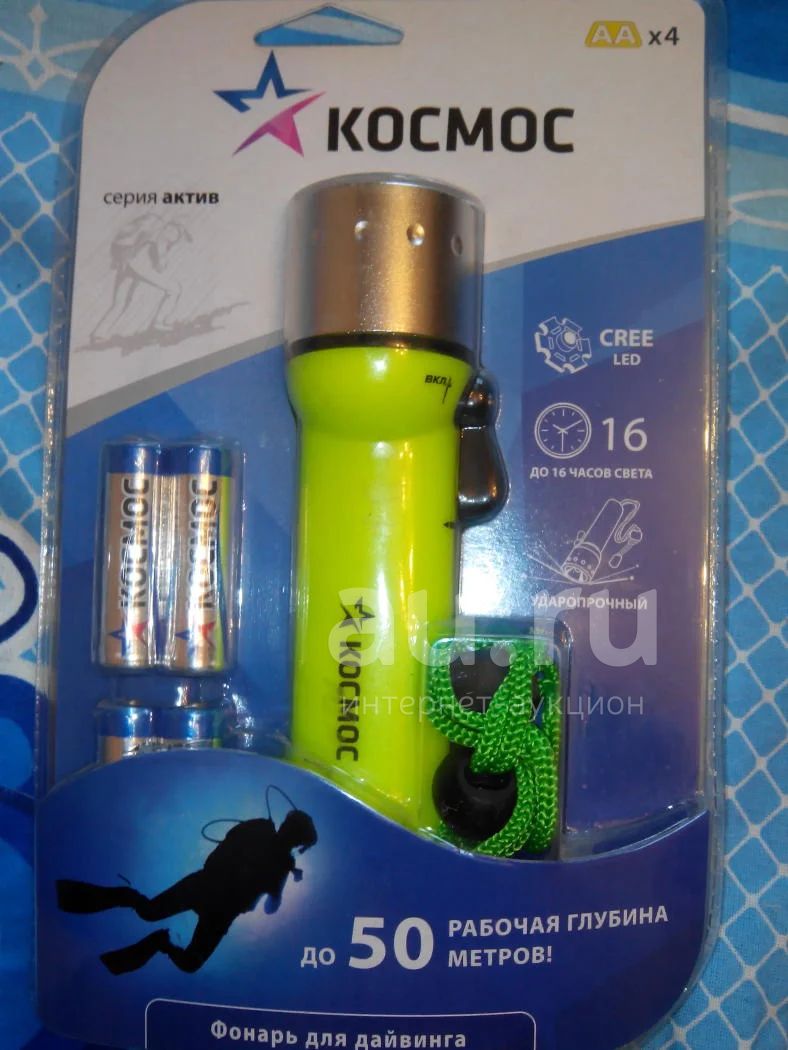 AA x4
КОСМОС
серия актив
CREE
LED
вкл
16
ДО 16 ЧАСОВ СВЕТА
КОСМОС
КОСМОС
УДАРОПРОЧНЫЙ
au.ru
интернет-аукцион
КОСМОС
ДО 50 РАБОЧАЯ ГЛУБИНА
МЕТРОВ!
Фонарь для дайвинга